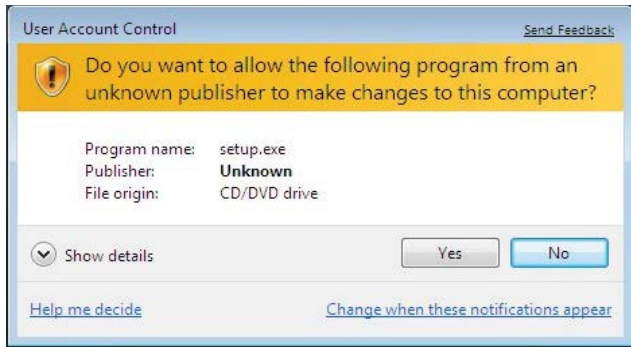 User Account Control
Send Feedback
Do you want to allow the following program from an
unknown publisher to make changes to this computer?
Program name: setup.exe
Publisher: Unknown
File origin: CD/DVD drive
Show details
Yes
No
Help me decide
Change when these notifications appear